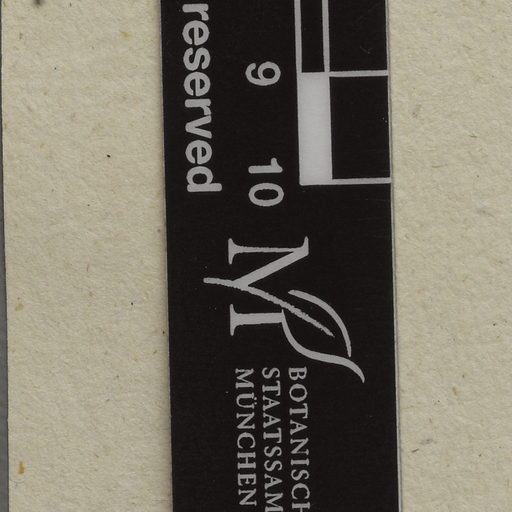 reserved
9 10
M
BOTANISCH
STAATSSAM
MÜNCHEN